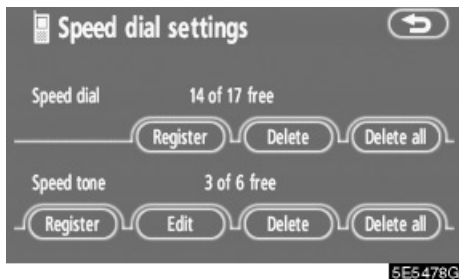 Speed dial settings
Speed dial 14 of 17 free
Register Delete Delete all
Speed tone 3 of 6 free
Register Edit Delete Delete all
5E5478G